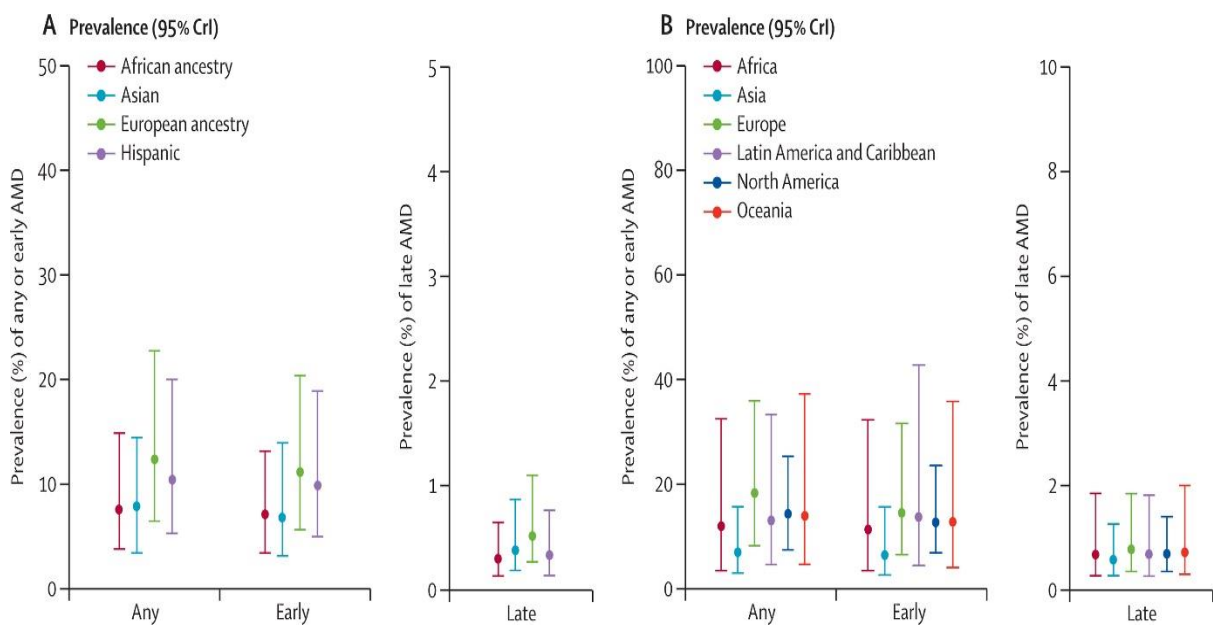 A Prevalence (95% CrI)
African ancestry
Asian
European ancestry
Hispanic
Prevalence (%) of any or early AMD
50
40
30
20
10
0
Any
Early
Prevalence (%) of late AMD
5
4
3
2
1
0
Late
B Prevalence (95% CrI)
Africa
Asia
Europe
Latin America and Caribbean
North America
Oceania
Prevalence (%) of any or early AMD
100
80
60
40
20
0
Any
Early
Prevalence (%) of late AMD
10
8
6
4
2
0
Late